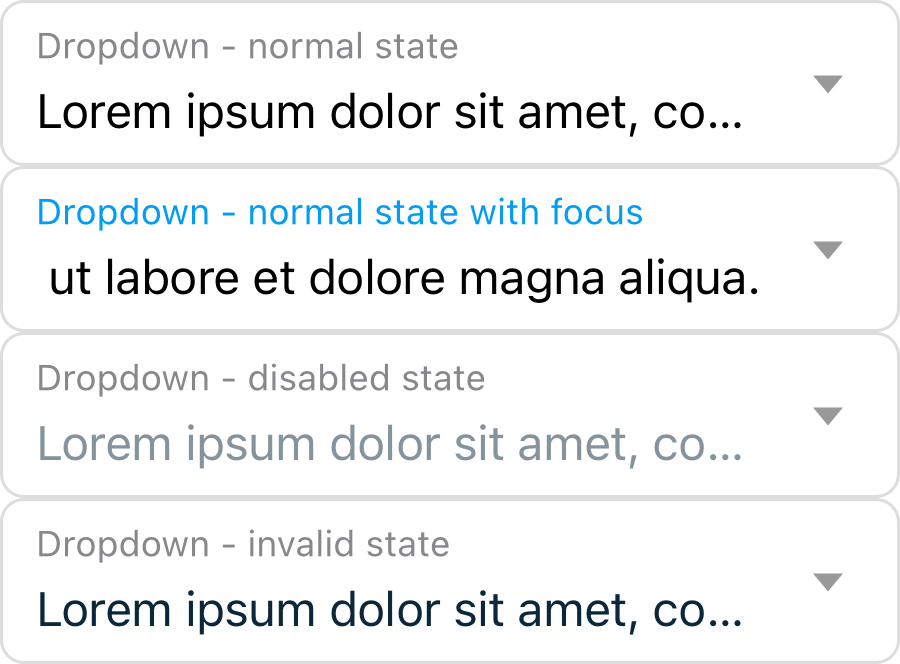 Dropdown - normal state
Lorem ipsum dolor sit amet, co...
Dropdown - normal state with focus
ut labore et dolore magna aliqua.
Dropdown - disabled state
Lorem ipsum dolor sit amet, co...
Dropdown - invalid state
Lorem ipsum dolor sit amet, co...